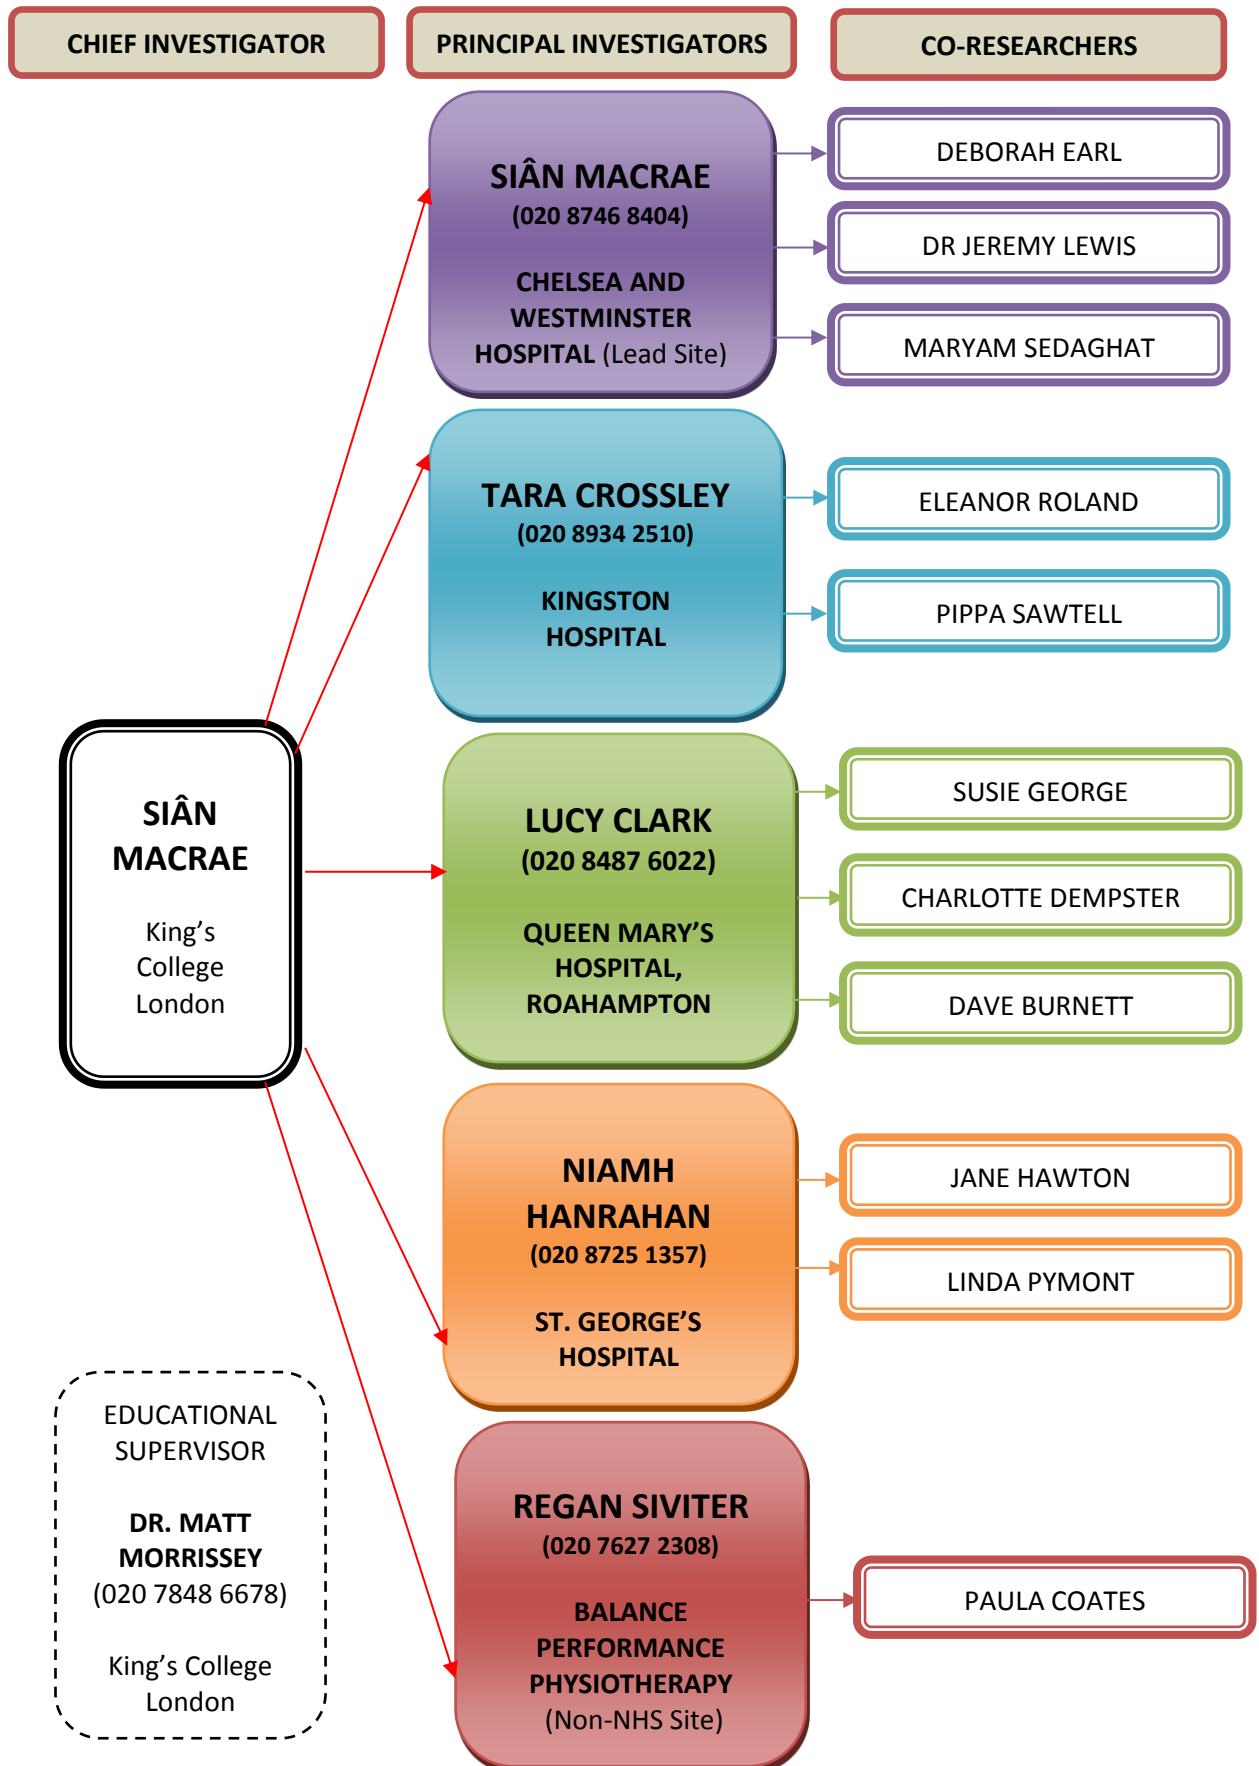 CHIEF INVESTIGATOR
PRINCIPAL INVESTIGATORS
CO-RESEARCHERS
SIÂN MACRAE
(020 8746 8404)
CHELSEA AND
WESTMINSTER
HOSPITAL (Lead Site)
DEBORAH EARL
DR JEREMY LEWIS
MARYAM SEDAGHAT
TARA CROSSLEY
(020 8934 2510)
KINGSTON
HOSPITAL
ELEANOR ROLAND
PIPPA SAWTELL
SIÂN
MACRAE
King’s
College
London
LUCY CLARK
(020 8487 6022)
QUEEN MARY’S
HOSPITAL,
ROAHAMPTON
SUSIE GEORGE
CHARLOTTE DEMPSTER
DAVE BURNETT
NIAMH
HANRAHAN
(020 8725 1357)
ST. GEORGE’S
HOSPITAL
JANE HAWTON
LINDA PYMONT
EDUCATIONAL
SUPERVISOR
DR. MATT
MORRISSEY
(020 7848 6678)
King’s College
London
REGAN SIVITER
(020 7627 2308)
BALANCE
PERFORMANCE
PHYSIOTHERAPY
(Non-NHS Site)
PAULA COATES